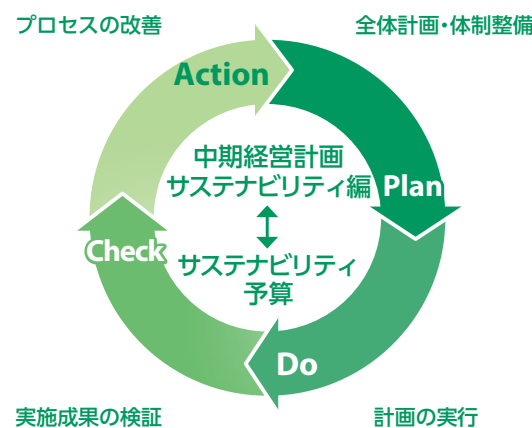 プロセスの改善
全体計画・体制整備
Action
中期経営計画
サステナビリティ編
Plan
Check
サステナビリティ
予算
Do
実施成果の検証
計画の実行